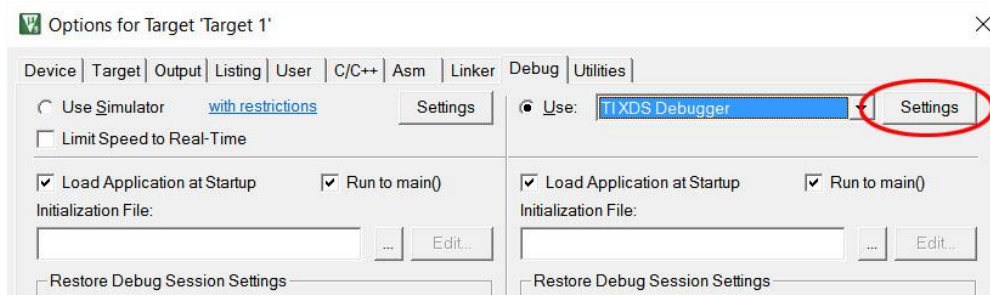 Options for Target 'Target 1'
Device Target Output Listing User C/C++ Asm Linker Debug Utilities
Use Simulator with restrictions Settings
Limit Speed to Real-Time
Use: TI XDS Debugger Settings
Load Application at Startup Run to main()
Initialization File:
... Edit...
Restore Debug Session Settings
Load Application at Startup Run to main()
Initialization File:
... Edit...
Restore Debug Session Settings